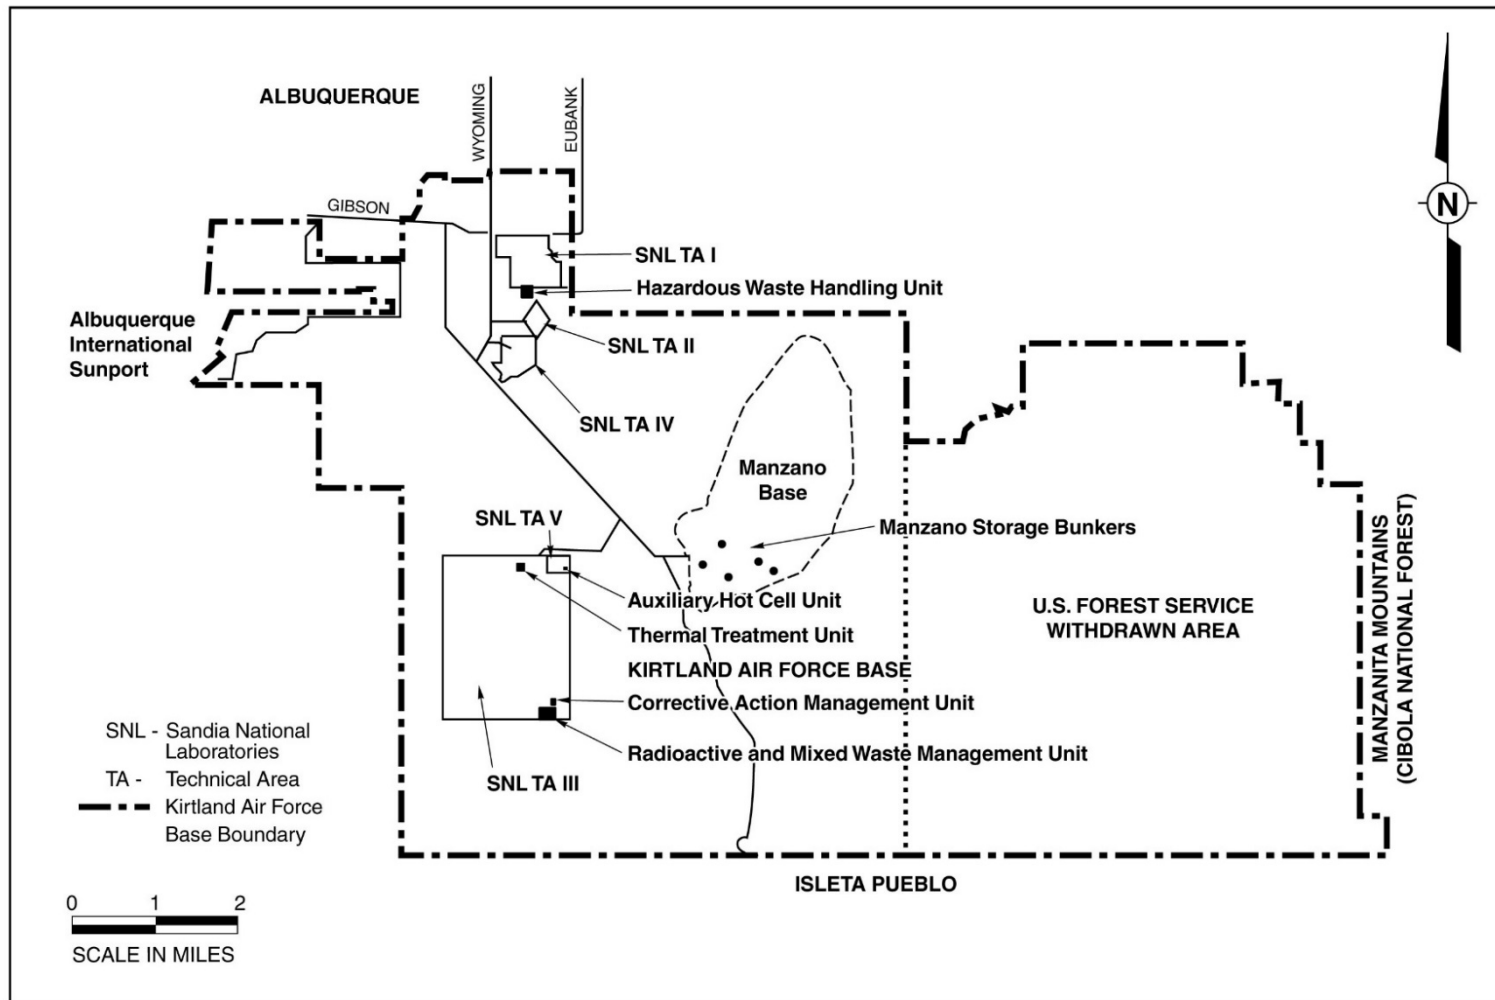 ALBUQUERQUE
WYOMING
EUBANK
GIBSON
N
SNL TA I
Hazardous Waste Handling Unit
Albuquerque
International
Sunport
SNL TA II
SNL TA IV
Manzano
Base
SNL TA V
Manzano Storage Bunkers
Auxiliary Hot Cell Unit
Thermal Treatment Unit
U.S. FOREST SERVICE
WITHDRAWN AREA
MANZANITA MOUNTAINS
(CIBOLA NATIONAL FOREST)
KIRTLAND AIR FORCE BASE
Corrective Action Management Unit
Radioactive and Mixed Waste Management Unit
SNL TA III
SNL - Sandia National
Laboratories
TA - Technical Area
Kirtland Air Force
Base Boundary
ISLETA PUEBLO
0 1 2
SCALE IN MILES